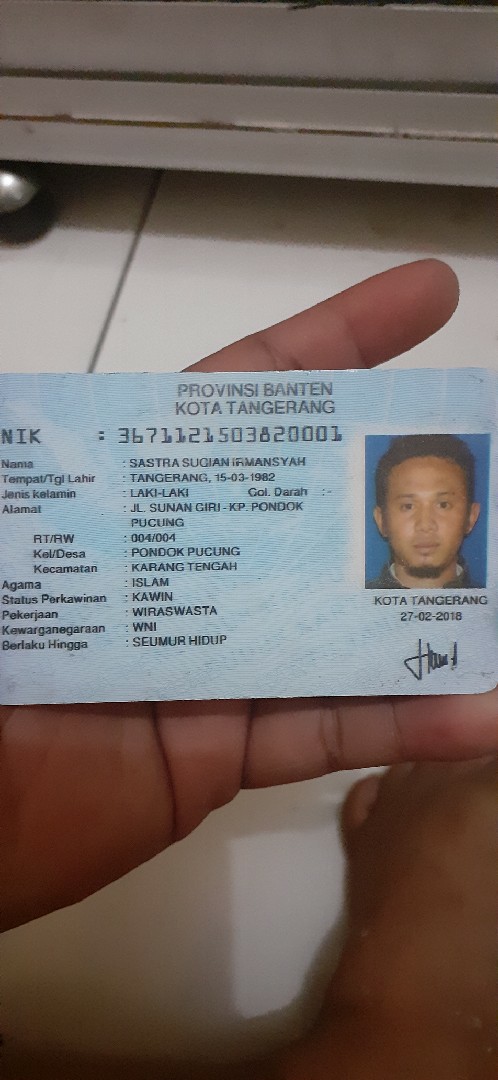 PROVINSI BANTEN
KOTA TANGERANG
NIK : 3671121503820001
Nama : SASTRA SUGIAN IRMANSYAH
Tempat/Tgl Lahir : TANGERANG, 15-03-1982
Jenis kelamin : LAKI-LAKI Gol. Darah :-
Alamat : JL. SUNAN GIRI - KP. PONDOK
PUCUNG
RT/RW : 004/004
Kel/Desa : PONDOK PUCUNG
Kecamatan : KARANG TENGAH
Agama : ISLAM
Status Perkawinan : KAWIN
Pekerjaan : WIRASWASTA
Kewarganegaraan : WNI
Berlaku Hingga : SEUMUR HIDUP
KOTA TANGERANG
27-02-2018